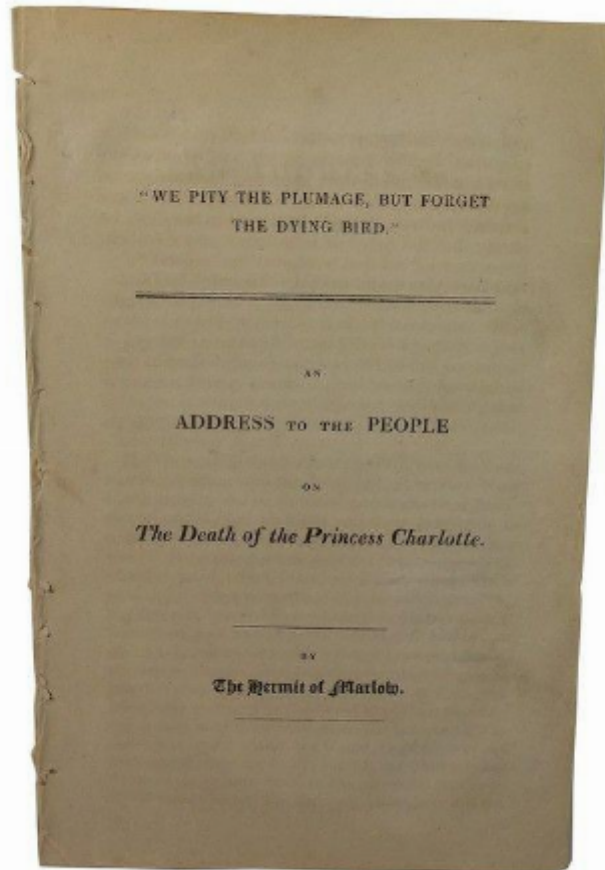 "WE PITY THE PLUMAGE, BUT FORGET
THE DYING BIRD."
AN
ADDRESS TO THE PEOPLE
ON
The Death of the Princess Charlotte.
BY
The Hermit of Marlow.